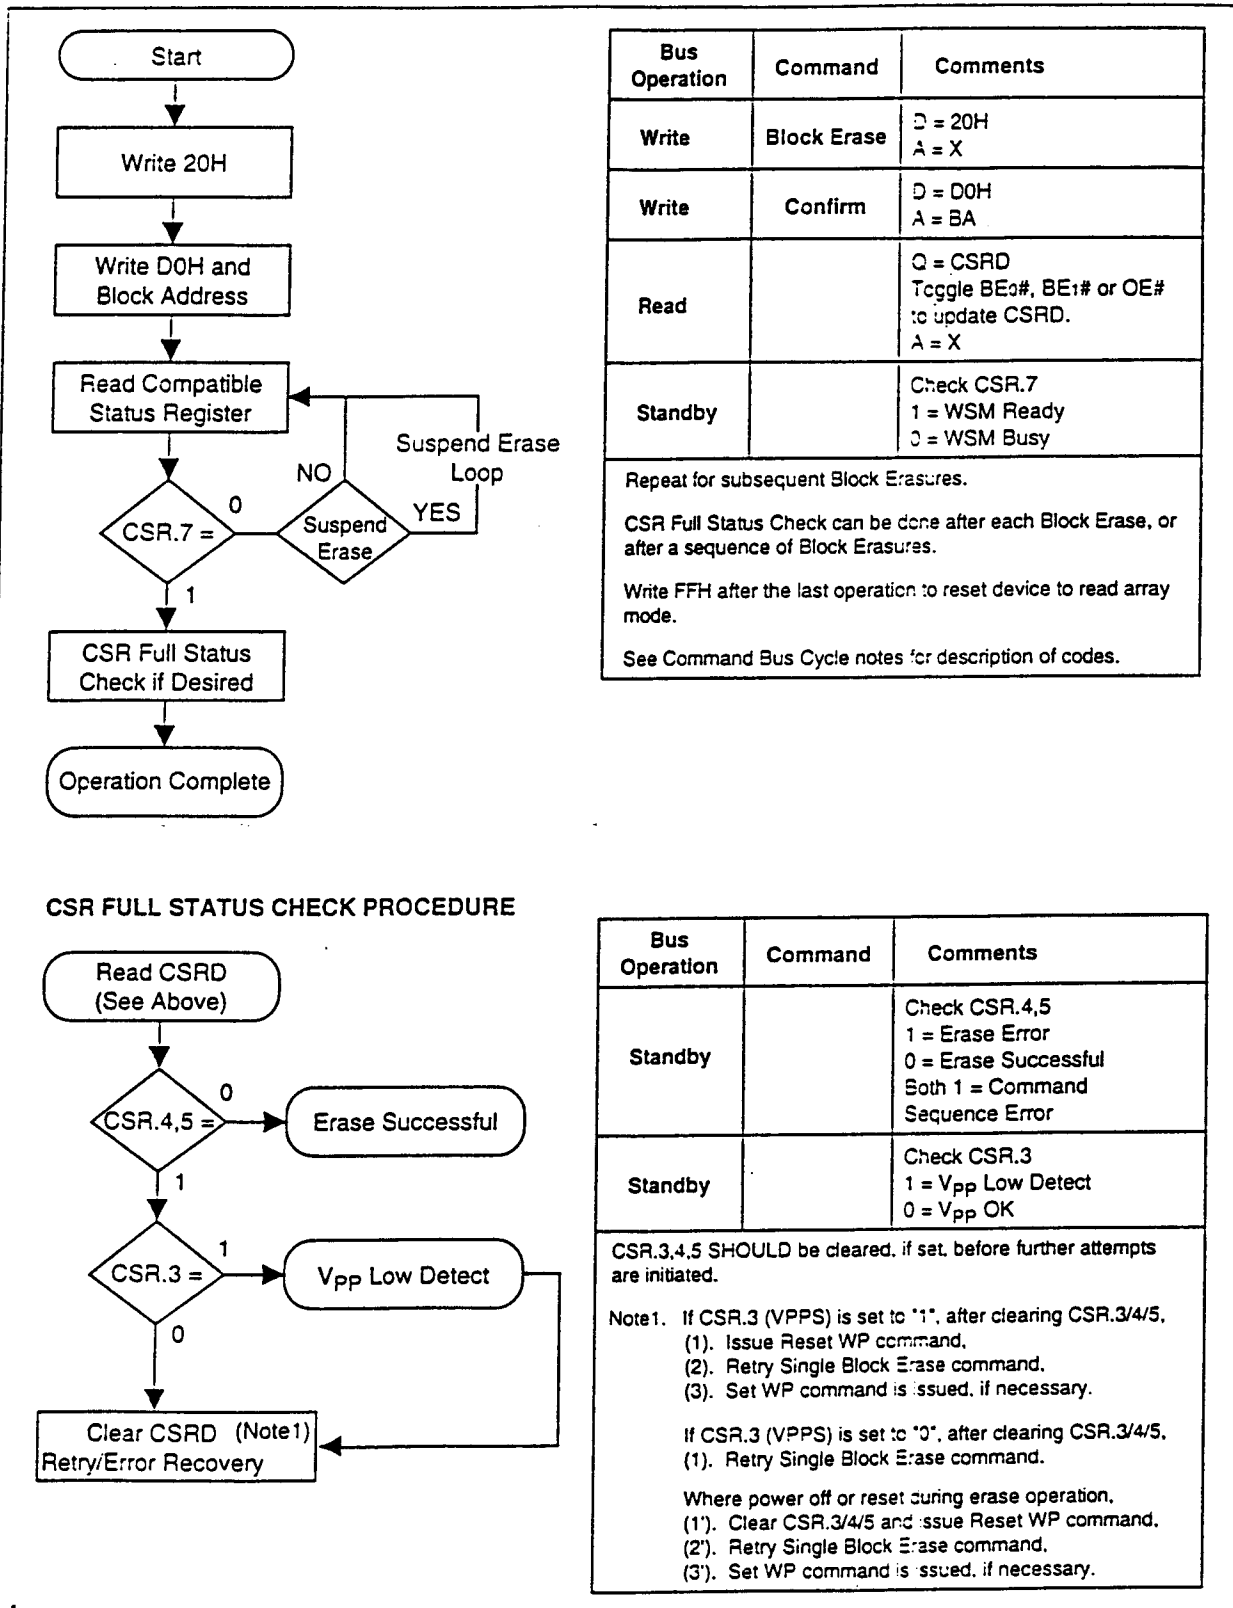 Start
Write 20H
Write D0H and
Block Address
Read Compatible
Status Register
Suspend Erase
Loop
NO
0
YES
CSR.7 =
Suspend
Erase
1
CSR Full Status
Check if Desired
Operation Complete
Bus
Operation
Command
Comments
Write
Block Erase
D = 20H
A = X
Write
Confirm
D = D0H
A = BA
Read
Q = CSRD
Toggle BE0#, BE1# or OE#
to update CSRD.
A = X
Standby
Check CSR.7
1 = WSM Ready
0 = WSM Busy
Repeat for subsequent Block Erasures.
CSR Full Status Check can be done after each Block Erase, or
after a sequence of Block Erasures.
Write FFH after the last operation to reset device to read array
mode.
See Command Bus Cycle notes for description of codes.
CSR FULL STATUS CHECK PROCEDURE
Read CSRD
(See Above)
0
CSR.4,5 =
Erase Successful
1
1
CSR.3 =
VPP Low Detect
0
Clear CSRD (Note1)
Retry/Error Recovery
Bus
Operation
Command
Comments
Standby
Check CSR.4,5
1 = Erase Error
0 = Erase Successful
Both 1 = Command
Sequence Error
Standby
Check CSR.3
1 = VPP Low Detect
0 = VPP OK
CSR.3,4,5 SHOULD be cleared, if set, before further attempts
are initiated.
Note1. If CSR.3 (VPPS) is set to "1", after clearing CSR.3/4/5,
(1). Issue Reset WP command,
(2). Retry Single Block Erase command,
(3). Set WP command is issued, if necessary.
If CSR.3 (VPPS) is set to "0", after clearing CSR.3/4/5,
(1). Retry Single Block Erase command.
Where power off or reset during erase operation,
(1'). Clear CSR.3/4/5 and issue Reset WP command,
(2'). Retry Single Block Erase command,
(3'). Set WP command is issued, if necessary.